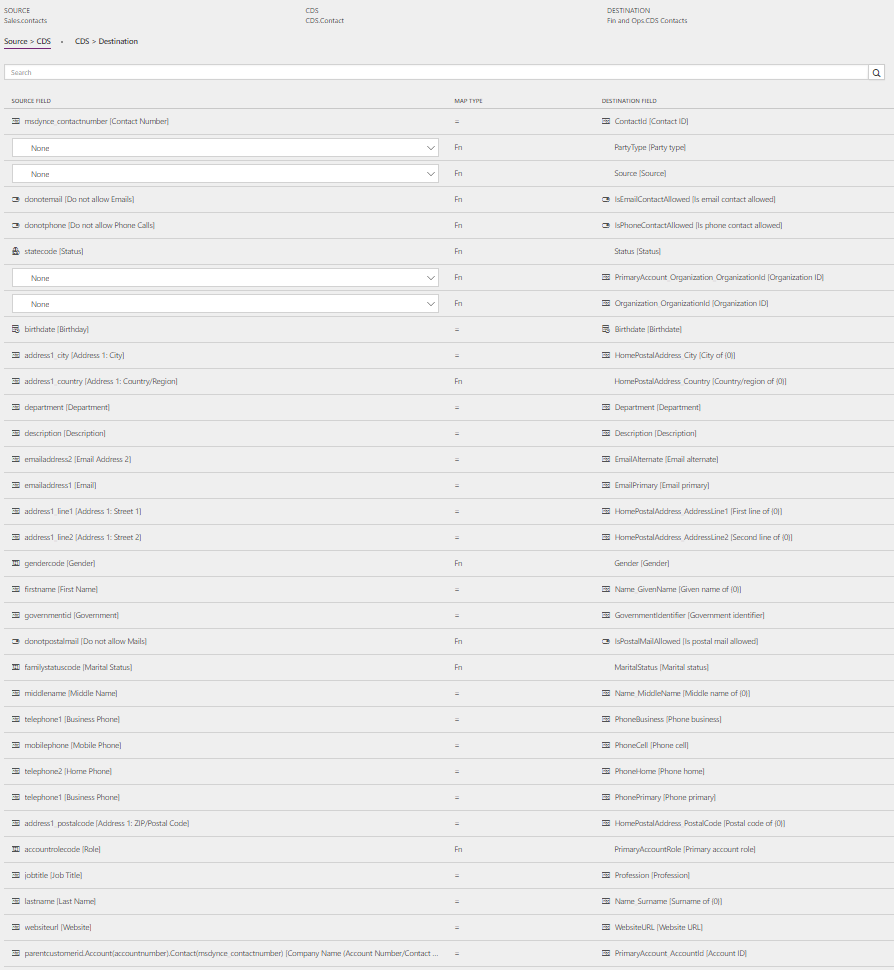 SOURCE CDS DESTINATION
Sales.contacts CDS.Contact Fin and Ops.CDS Contacts
Source > CDS • CDS > Destination
Search
SOURCE FIELD MAP TYPE DESTINATION FIELD
msdynce_contactnumber [Contact Number] = ContactId [Contact ID]
None Fn PartyType [Party type]
None Fn Source [Source]
donotemail [Do not allow Emails] Fn IsEmailContactAllowed [Is email contact allowed]
donotphone [Do not allow Phone Calls] Fn IsPhoneContactAllowed [Is phone contact allowed]
statecode [Status] Fn Status [Status]
None Fn PrimaryAccount_Organization_OrganizationId [Organization ID]
None Fn Organization_OrganizationId [Organization ID]
birthdate [Birthday] = Birthdate [Birthdate]
address1_city [Address 1: City] = HomePostalAddress_City [City of {0}]
address1_country [Address 1: Country/Region] Fn HomePostalAddress_Country [Country/region of {0}]
department [Department] = Department [Department]
description [Description] = Description [Description]
emailaddress2 [Email Address 2] = EmailAlternate [Email alternate]
emailaddress1 [Email] = EmailPrimary [Email primary]
address1_line1 [Address 1: Street 1] = HomePostalAddress_AddressLine1 [First line of {0}]
address1_line2 [Address 1: Street 2] = HomePostalAddress_AddressLine2 [Second line of {0}]
gendercode [Gender] Fn Gender [Gender]
firstname [First Name] = Name_GivenName [Given name of {0}]
governmentid [Government] = GovernmentIdentifier [Government identifier]
donotpostalmail [Do not allow Mails] Fn IsPostalMailAllowed [Is postal mail allowed]
familystatuscode [Marital Status] Fn MaritalStatus [Marital status]
middlename [Middle Name] = Name_MiddleName [Middle name of {0}]
telephone1 [Business Phone] = PhoneBusiness [Phone business]
mobilephone [Mobile Phone] = PhoneCell [Phone cell]
telephone2 [Home Phone] = PhoneHome [Phone home]
telephone1 [Business Phone] = PhonePrimary [Phone primary]
address1_postalcode [Address 1: ZIP/Postal Code] = HomePostalAddress_PostalCode [Postal code of {0}]
accountrolecode [Role] Fn PrimaryAccountRole [Primary account role]
jobtitle [Job Title] = Profession [Profession]
lastname [Last Name] = Name_Surname [Surname of {0}]
websiteurl [Website] = WebsiteURL [Website URL]
parentcustomerid.Account(accountnumber).Contact(msdynce_contactnumber) [Company Name (Account Number/Contact ... = PrimaryAccount_AccountId [Account ID]